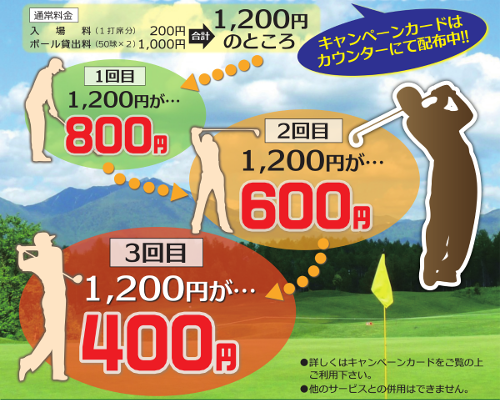 通常料金
入場料（1打席分） 200円
ボール貸出料（50球×2）1,000円
合計
1,200円
のところ
キャンペーンカードは
カウンターにて配布中!!
1回目
1,200円が…
800円
2回目
1,200円が…
600円
3回目
1,200円が…
400円
●詳しくはキャンペーンカードをご覧の上
ご利用下さい。
●他のサービスとの併用はできません。